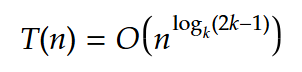 T(n) = O(n^{log_k(2k−1)})